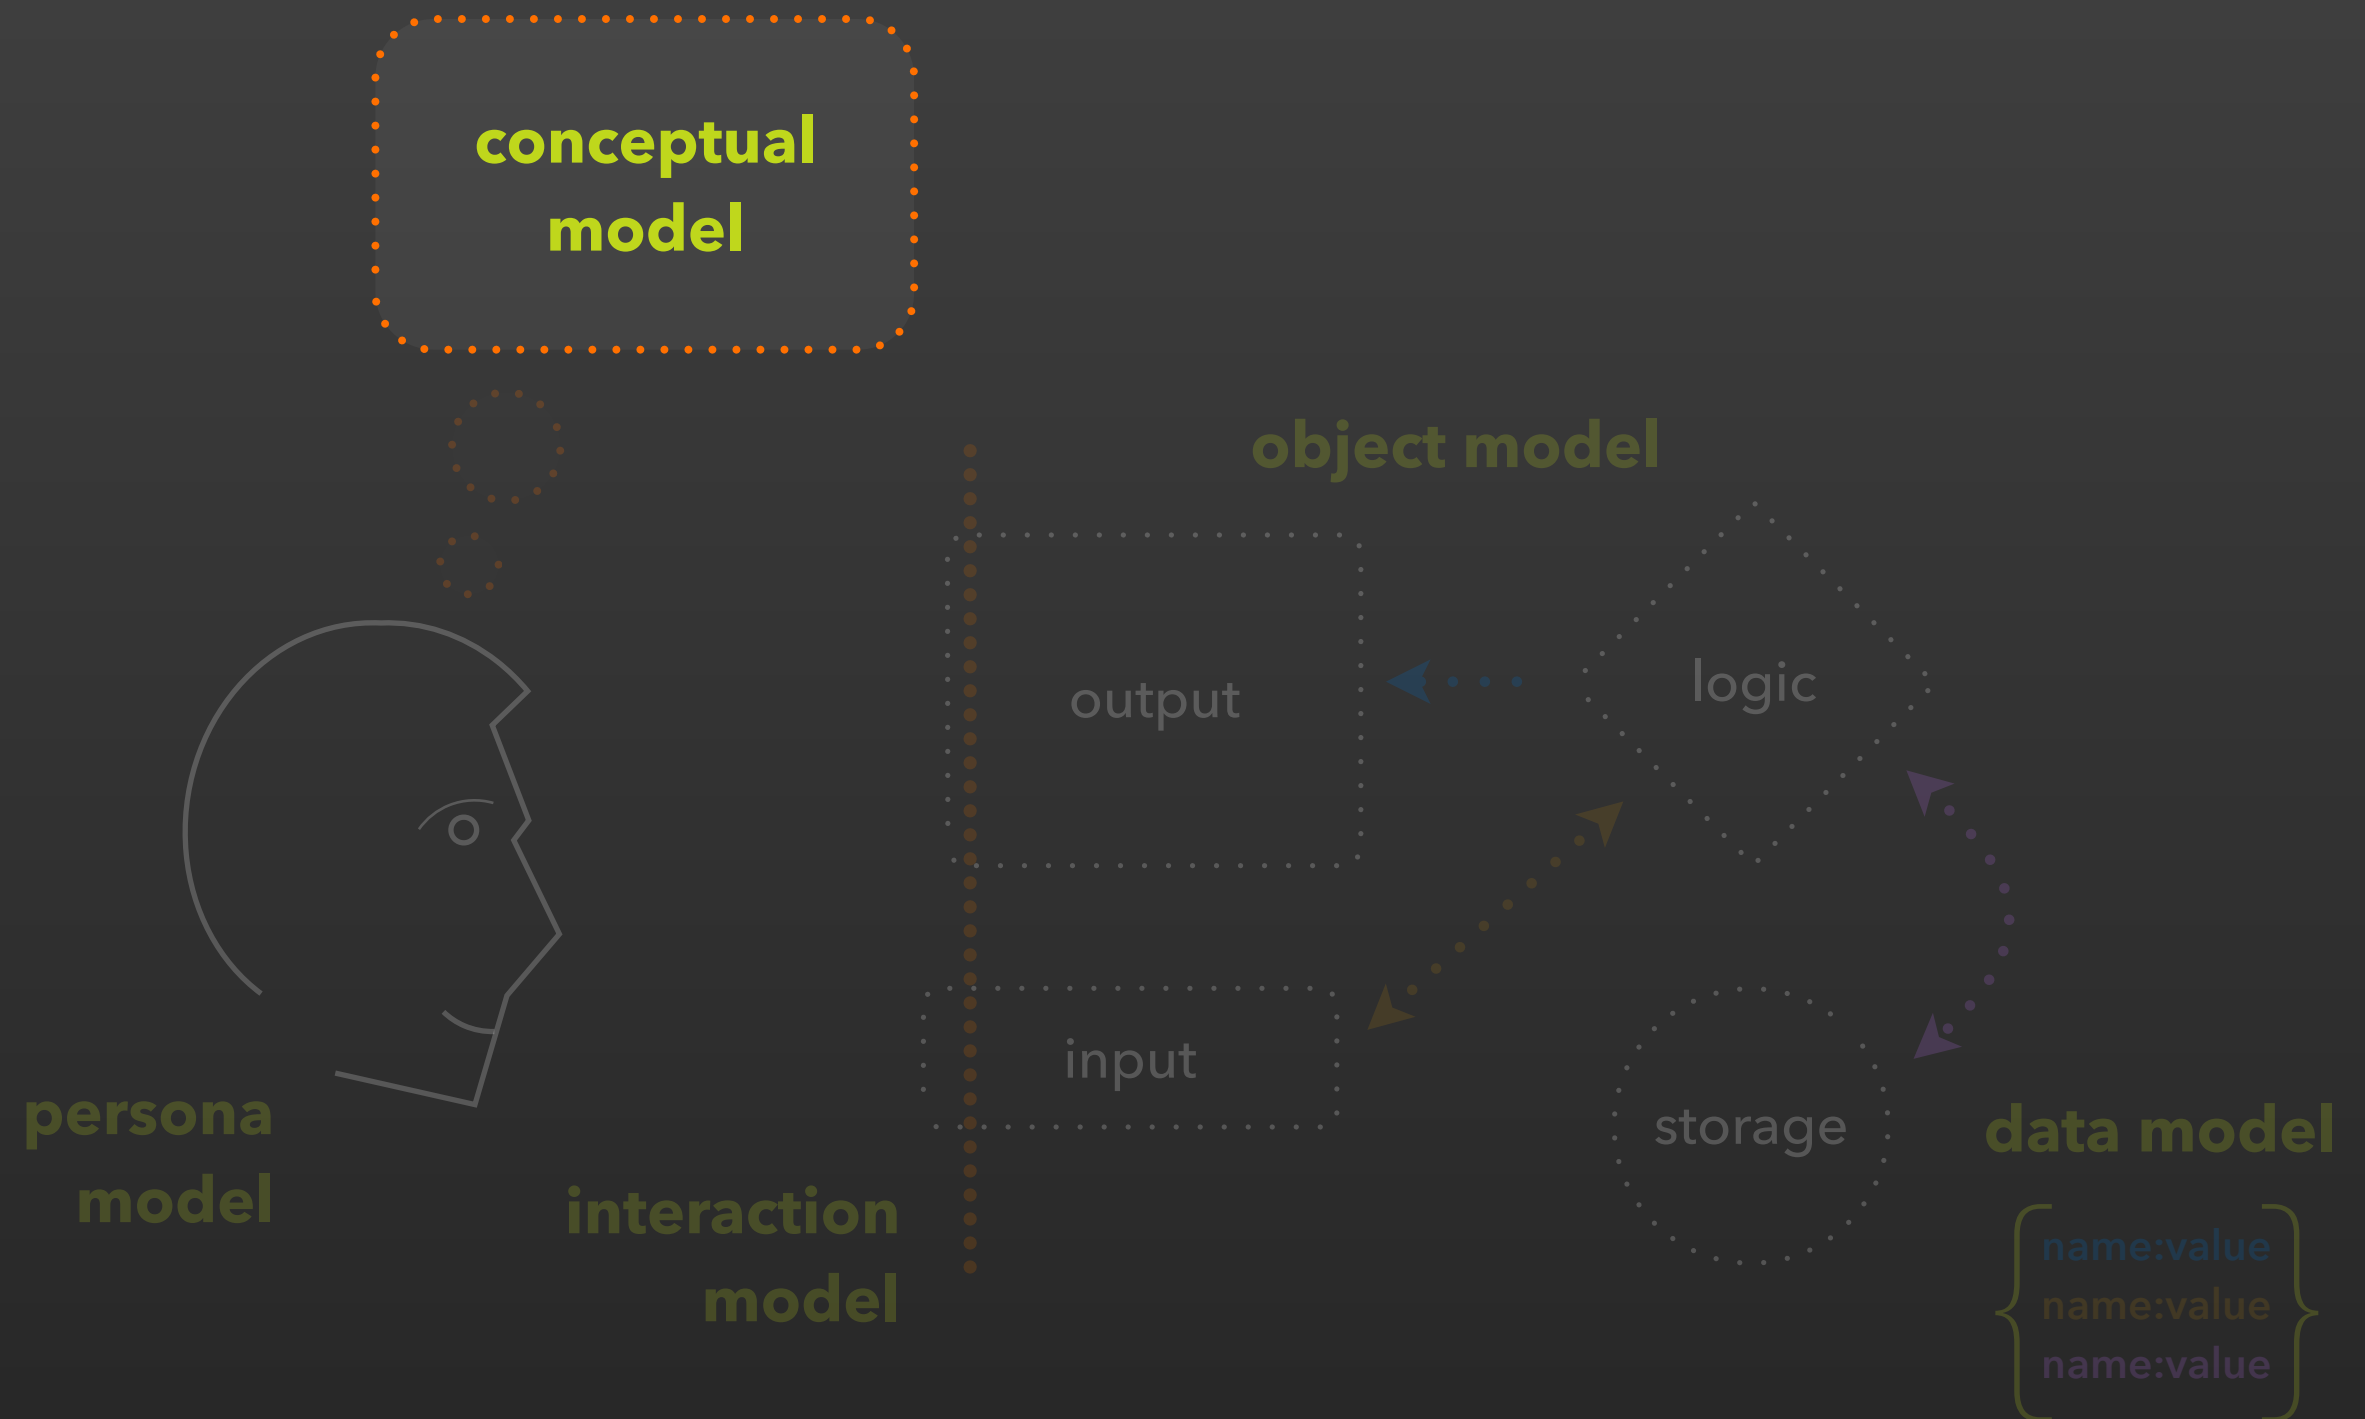 conceptual
model
object model
output
logic
input
storage
persona
model
interaction
model
data model
name:value
name:value
name:value